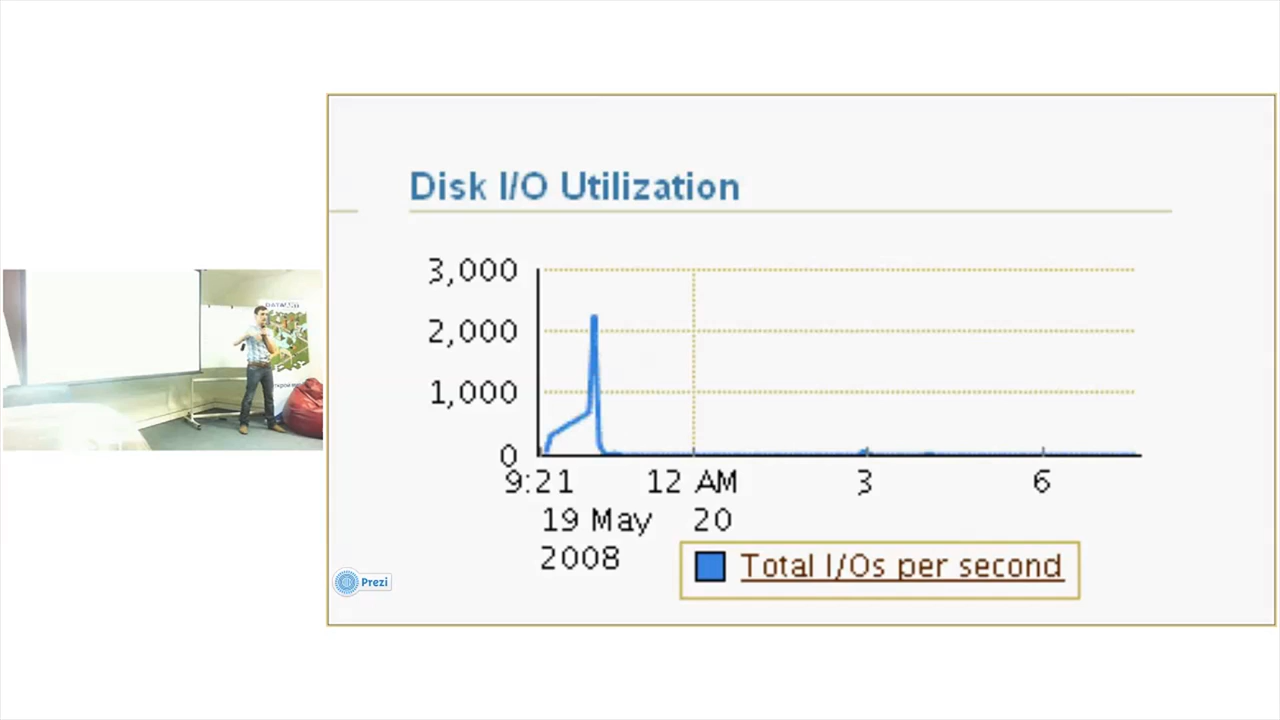 Disk I/O Utilization
3,000
2,000
1,000
0
9:21 12 AM 3 6
19 May 20
2008
Total I/Os per second
Prezi